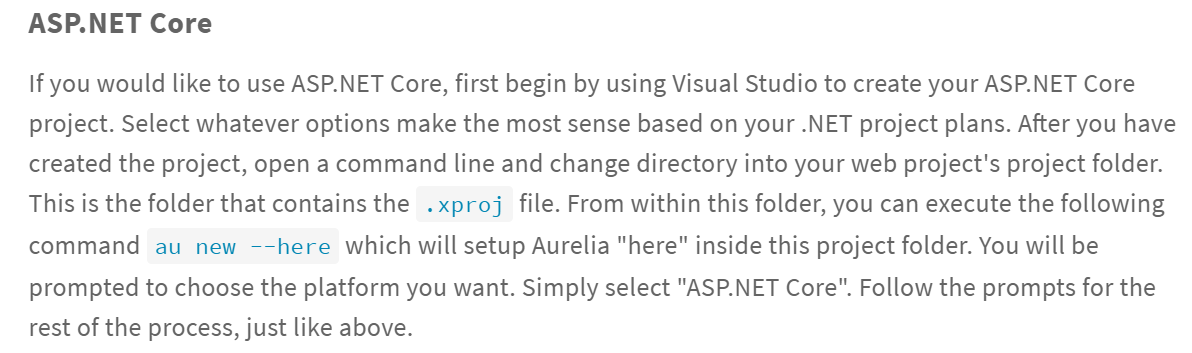 ASP.NET Core
If you would like to use ASP.NET Core, first begin by using Visual Studio to create your ASP.NET Core
project. Select whatever options make the most sense based on your .NET project plans. After you have
created the project, open a command line and change directory into your web project's project folder.
This is the folder that contains the .xproj file. From within this folder, you can execute the following
command au new --here which will setup Aurelia "here" inside this project folder. You will be
prompted to choose the platform you want. Simply select "ASP.NET Core". Follow the prompts for the
rest of the process, just like above.